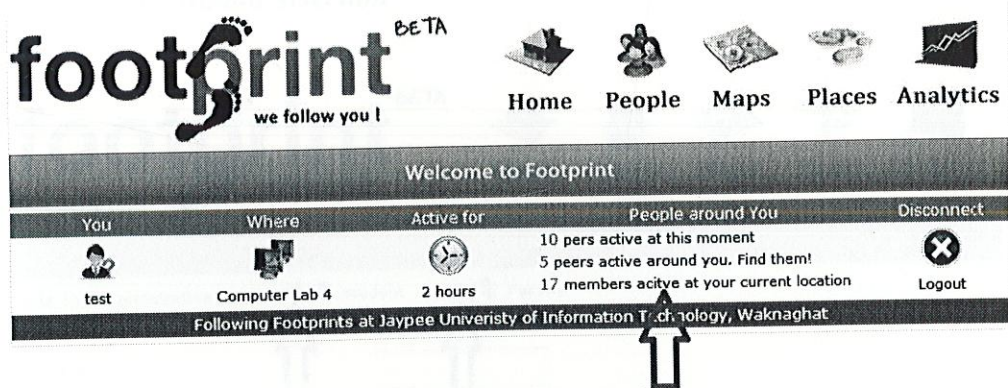 footprint BETA
we follow you !
Home People Maps Places Analytics
Welcome to Footprint
You Where Active for People around You Disconnect
10 pers active at this moment
5 peers active around you. Find them!
17 members acitve at your current location
test Computer Lab 4 2 hours Logout
Following Footprints at Jaypee Univeristy of Information Technology, Waknaghat